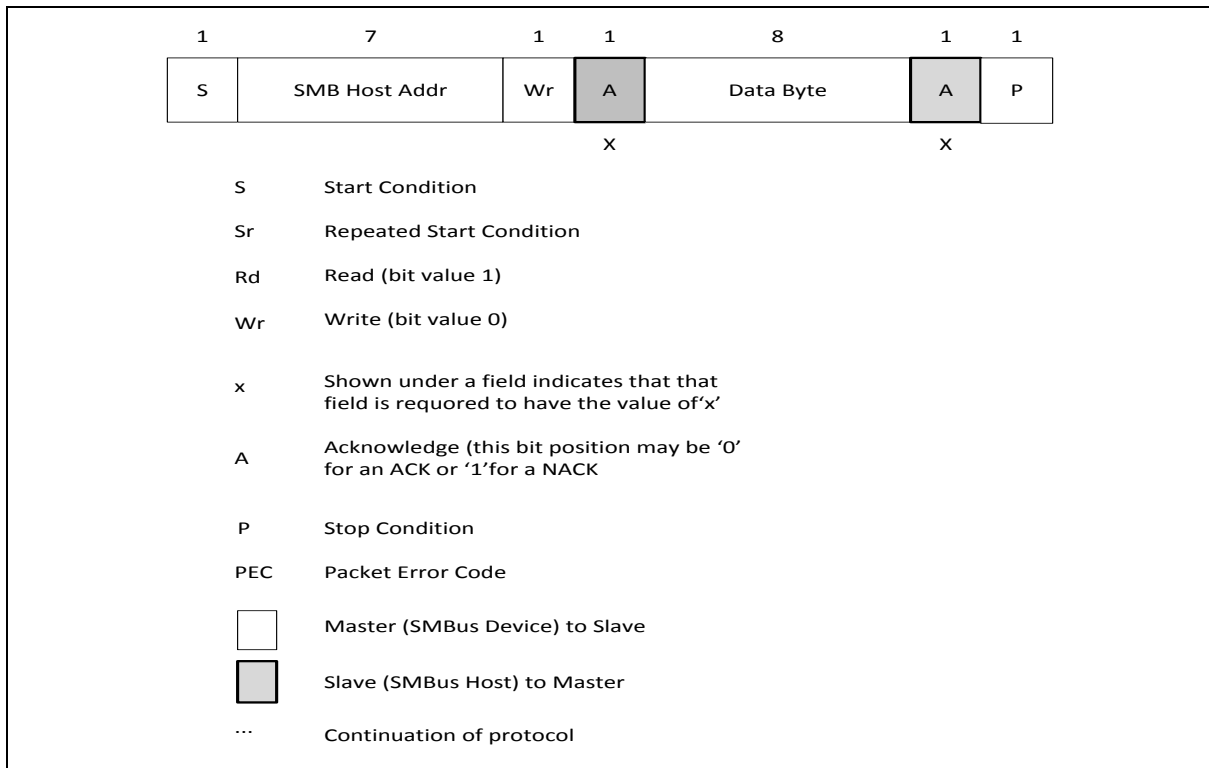 1 7 1 1 8 1 1
S SMB Host Addr Wr A Data Byte A P
x x
S Start Condition
Sr Repeated Start Condition
Rd Read (bit value 1)
Wr Write (bit value 0)
x Shown under a field indicates that that
field is requored to have the value of‘x’
A Acknowledge (this bit position may be ‘0’
for an ACK or ‘1’for a NACK
P Stop Condition
PEC Packet Error Code
Master (SMBus Device) to Slave
Slave (SMBus Host) to Master
... Continuation of protocol